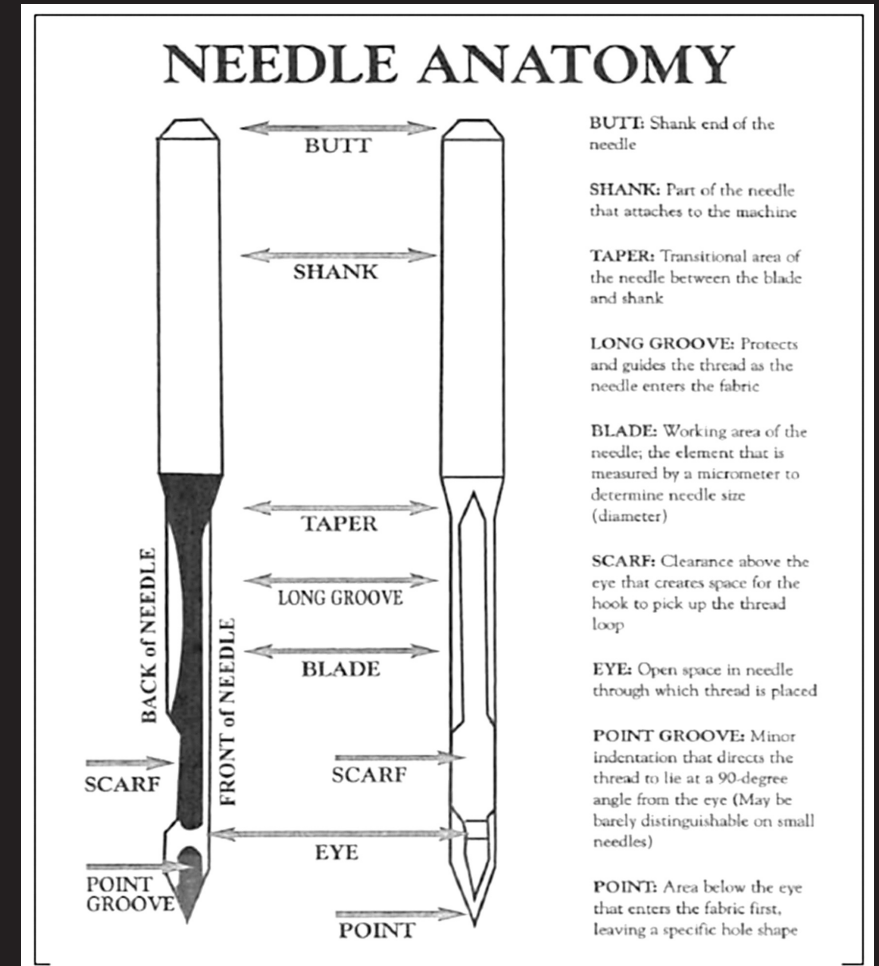 NEEDLE ANATOMY
BUTT
SHANK
TAPER
LONG GROOVE
BLADE
BACK of NEEDLE
FRONT of NEEDLE
SCARF
SCARF
EYE
POINT
GROOVE
POINT
BUTT: Shank end of the
needle
SHANK: Part of the needle
that attaches to the machine
TAPER: Transitional area of
the needle between the blade
and shank
LONG GROOVE: Protects
and guides the thread as the
needle enters the fabric
BLADE: Working area of the
needle; the element that is
measured by a micrometer to
determine needle size
(diameter)
SCARF: Clearance above the
eye that creates space for the
hook to pick up the thread
loop
EYE: Open space in needle
through which thread is placed
POINT GROOVE: Minor
indentation that directs the
thread to lie at a 90-degree
angle from the eye (May be
barely distinguishable on small
needles)
POINT: Area below the eye
that enters the fabric first,
leaving a specific hole shape